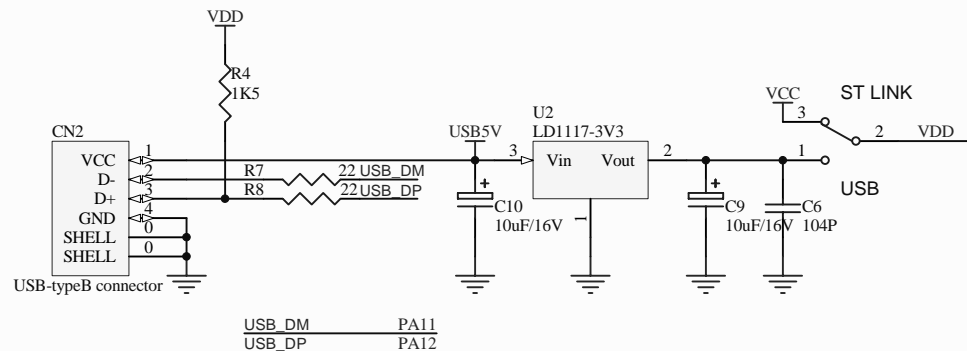 VDD
R4
1K5
CN2
VCC 1
D- 2
D+ 3
GND 4
SHELL 0
SHELL 0
USB-typeB connector
R7 22 USB_DM
R8 22 USB_DP
USB5V
+
C10
10uF/16V
U2
LD1117-3V3
3 Vin Vout 2
1
+
C9
10uF/16V
C6
104P
VCC
3
ST LINK
2 VDD
1
USB
USB_DM PA11
USB_DP PA12